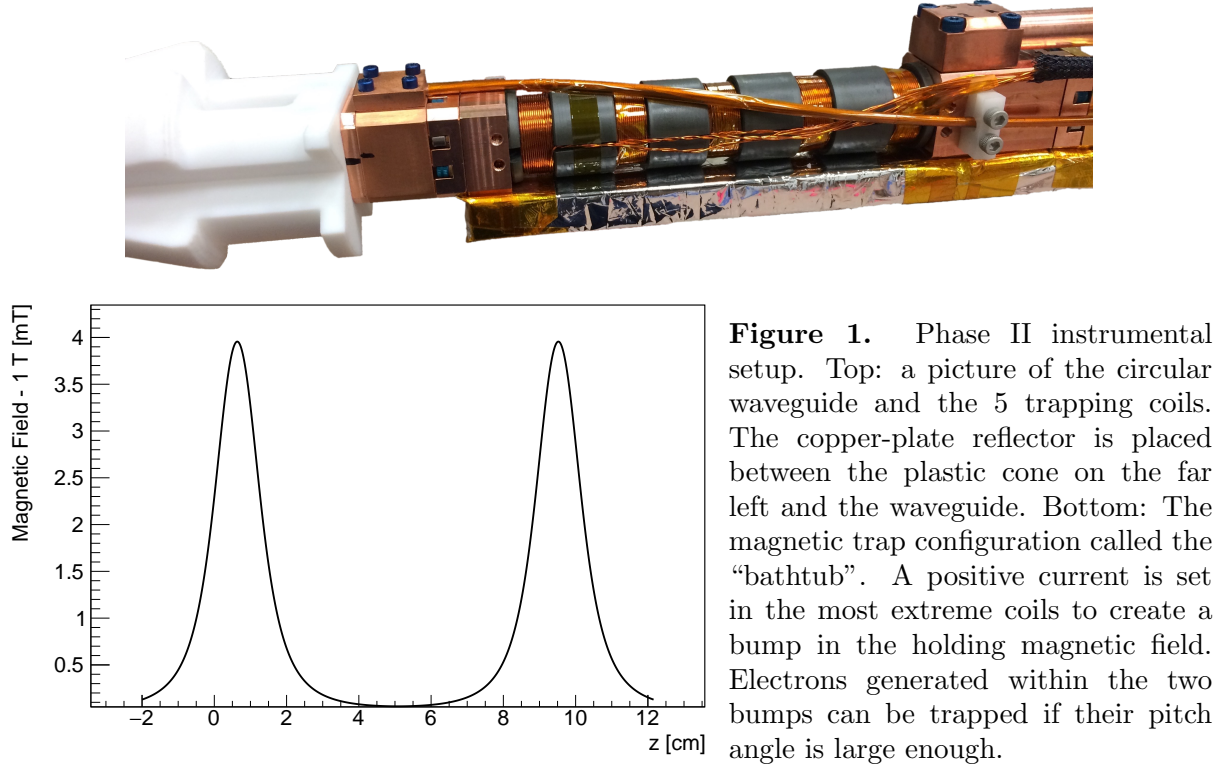 Magnetic Field - 1 T [mT]
4
3.5
3
2.5
2
1.5
1
0.5
−2 0 2 4 6 8 10 12
z [cm]
Figure 1. Phase II instrumental
setup. Top: a picture of the circular
waveguide and the 5 trapping coils.
The copper-plate reflector is placed
between the plastic cone on the far
left and the waveguide. Bottom: The
magnetic trap configuration called the
“bathtub”. A positive current is set
in the most extreme coils to create a
bump in the holding magnetic field.
Electrons generated within the two
bumps can be trapped if their pitch
angle is large enough.